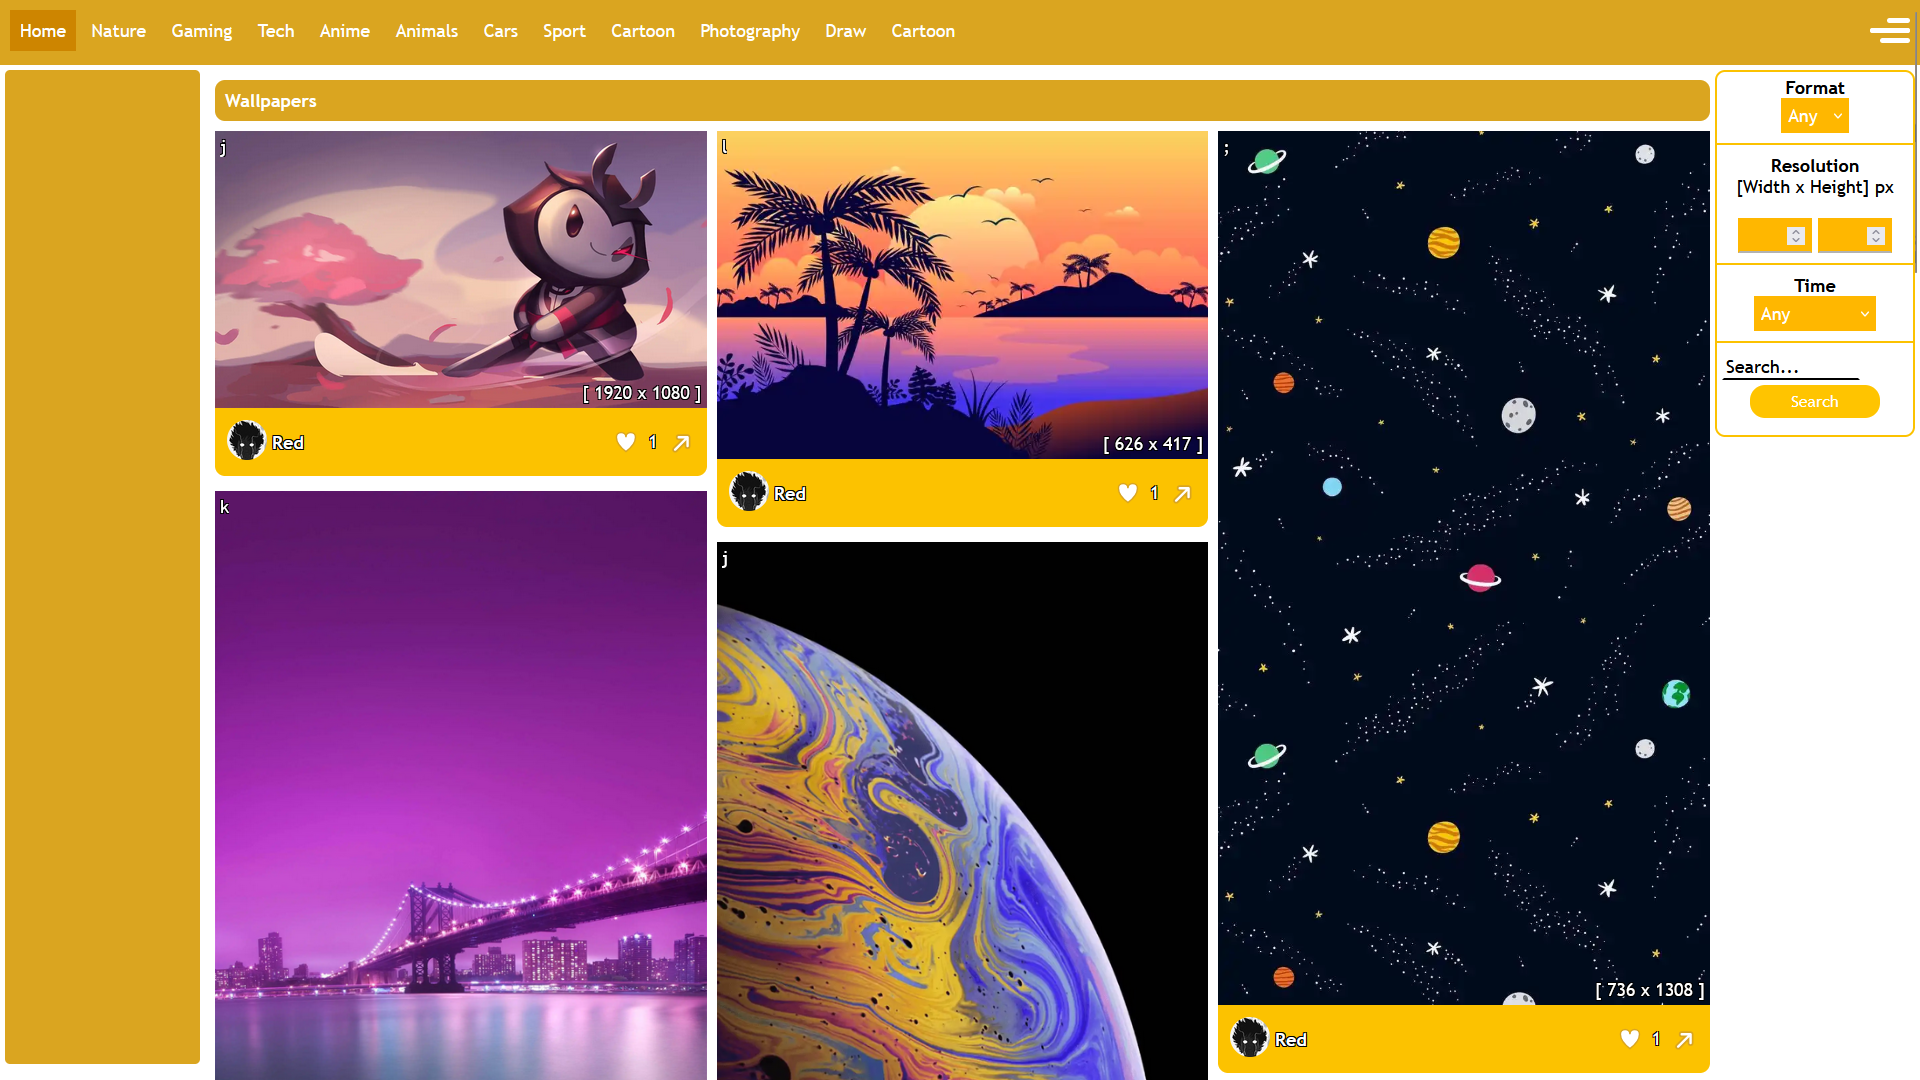 Home Nature Gaming Tech Anime Animals Cars Sport Cartoon Photography Draw Cartoon
Wallpapers
j
[ 1920 x 1080 ]
Red 1
k
l
[ 626 x 417 ]
Red 1
j
;
[ 736 x 1308 ]
Red 1
Format
Any
Resolution
[Width x Height] px
Time
Any
Search...
Search